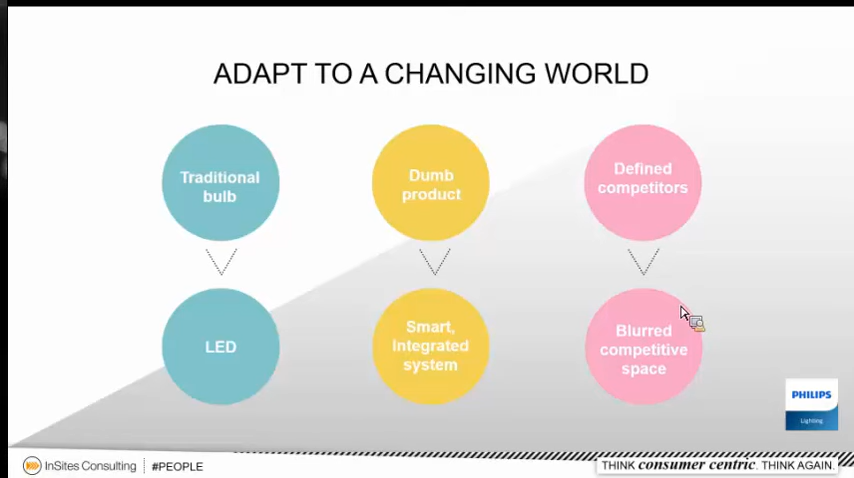 ADAPT TO A CHANGING WORLD
Traditional
bulb
Dumb
product
Defined
competitors
LED
Smart,
integrated
system
Blurred
competitive
space
PHILIPS
Lighting
InSites Consulting
#PEOPLE
THINK consumer centric. THINK AGAIN.